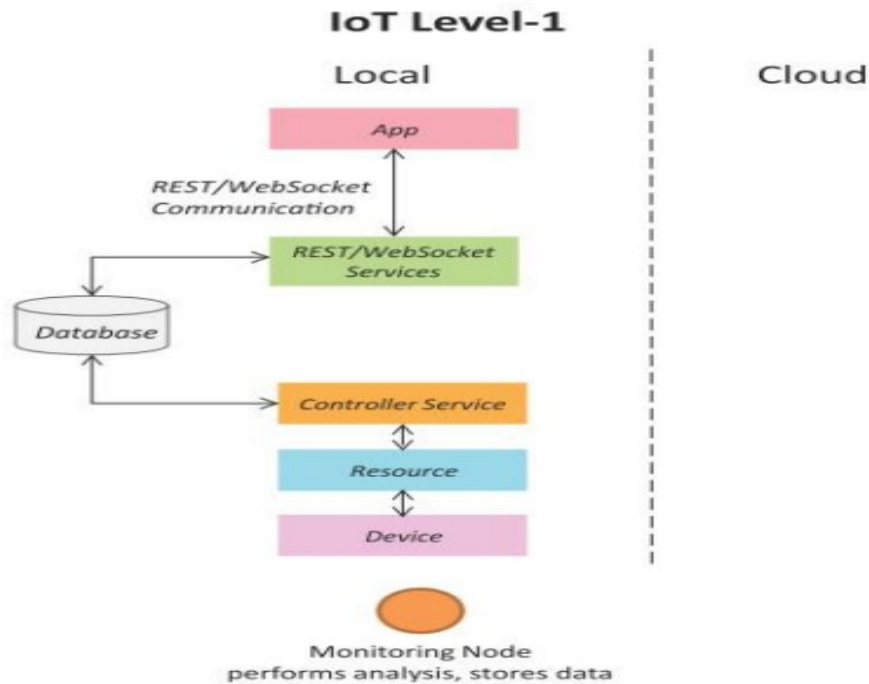 IoT Level-1
Local
Cloud
App
REST/WebSocket
Communication
REST/WebSocket
Services
Database
Controller Service
Resource
Device
Monitoring Node
performs analysis, stores data